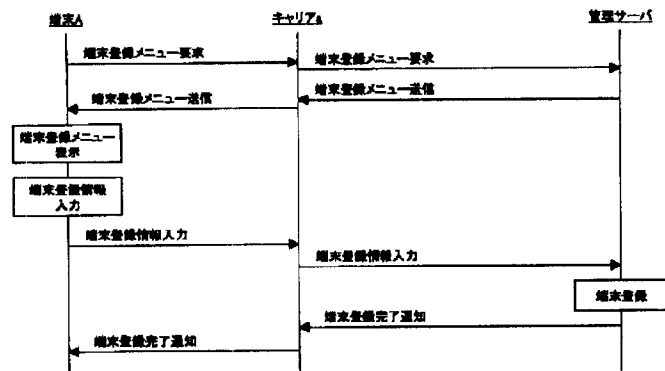 端末A
キャリアa
管理サーバ
端末登録メニュー要求
端末登録メニュー要求
端末登録メニュー送信
端末登録メニュー送信
端末登録メニュー
表示
端末登録情報
入力
端末登録情報入力
端末登録情報入力
端末登録
端末登録完了通知
端末登録完了通知